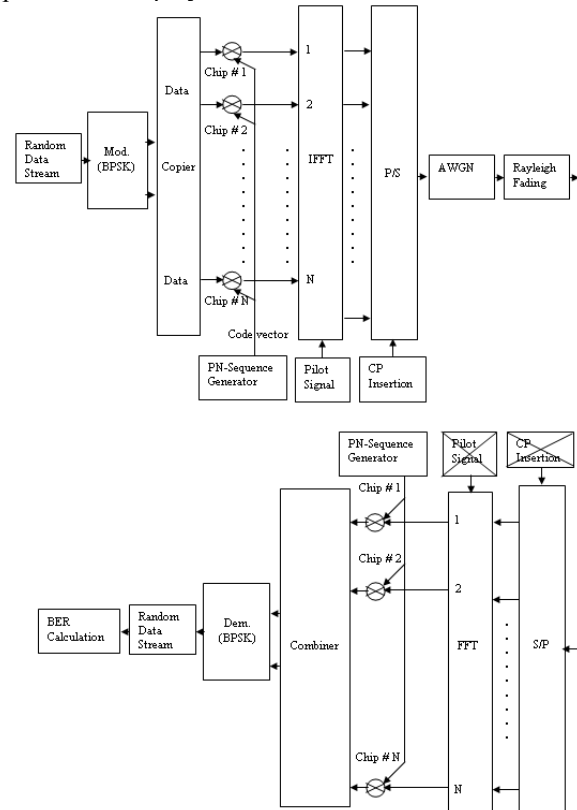 1
Chip # 1
Data
2
Chip # 2
Random
Data
Stream
Mod.
(BPSK)
Copier
IFFT
P/S
AWGN
Rayleigh
Fading
Data
N
Chip # N
Code vector
PN-Sequence
Generator
Pilot
Signal
CP
Insertion
PN-Sequence
Generator
Pilot
Signal
CP
Insertion
Chip # 1
1
Chip #2
2
BER
Calculation
Random
Data
Stream
Dem.
(BPSK)
Combiner
FFT
S/P
Chip # N
N